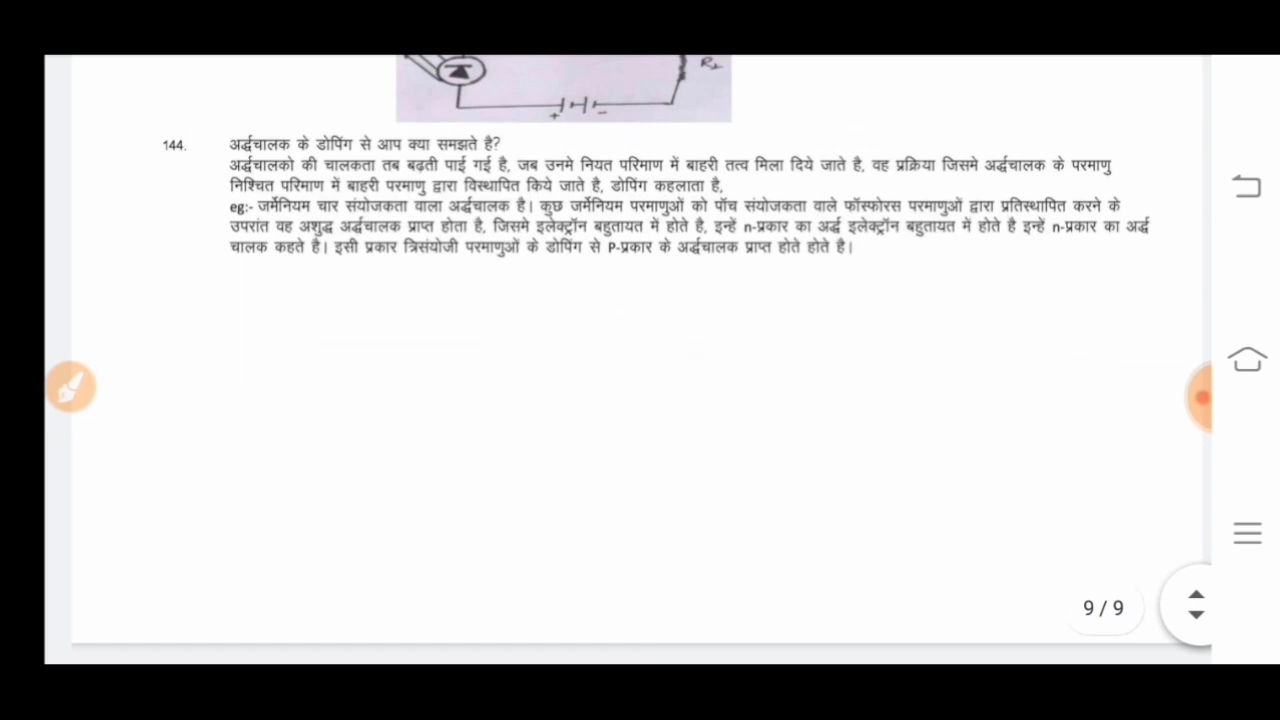 R₂
+ -
144. अर्द्धचालक के डोपिंग से आप क्या समझते है?
अर्द्धचालको की चालकता तब बढ़ती पाई गई है, जब उनमे नियत परिमाण में बाहरी तत्व मिला दिये जाते है, वह प्रक्रिया जिसमे अर्द्धचालक के परमाणु
निश्चित परिमाण में बाहरी परमाणु द्वारा विस्थापित किये जाते है, डोपिंग कहलाता है,
eg:- जर्मेनियम चार संयोजकता वाला अर्द्धचालक है। कुछ जर्मेनियम परमाणुओं को पॉच संयोजकता वाले फॉस्फोरस परमाणुओं द्वारा प्रतिस्थापित करने के
उपरांत वह अशुद्ध अर्द्धचालक प्राप्त होता है, जिसमे इलेक्ट्रॉन बहुतायत में होते है, इन्हें n-प्रकार का अर्द्ध इलेक्ट्रॉन बहुतायत में होते है इन्हें n-प्रकार का अर्द्ध
चालक कहते है। इसी प्रकार त्रिसंयोजी परमाणुओं के डोपिंग से P-प्रकार के अर्द्धचालक प्राप्त होते होते है।
9 / 9